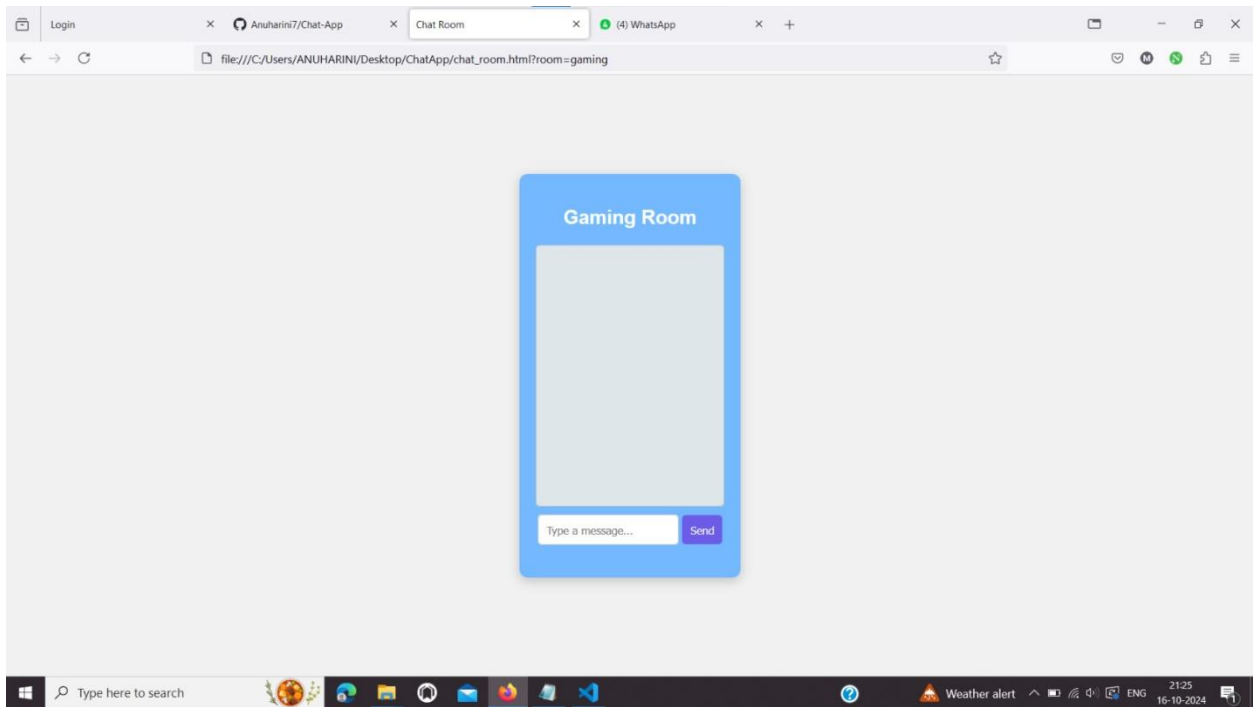 Login
Anuharini7/Chat-App
Chat Room
(4) WhatsApp
file:///C:/Users/ANUHARINI/Desktop/ChatApp/chat_room.html?room=gaming
Gaming Room
Type a message...
Send
Type here to search
Weather alert
ENG
21:25
16-10-2024